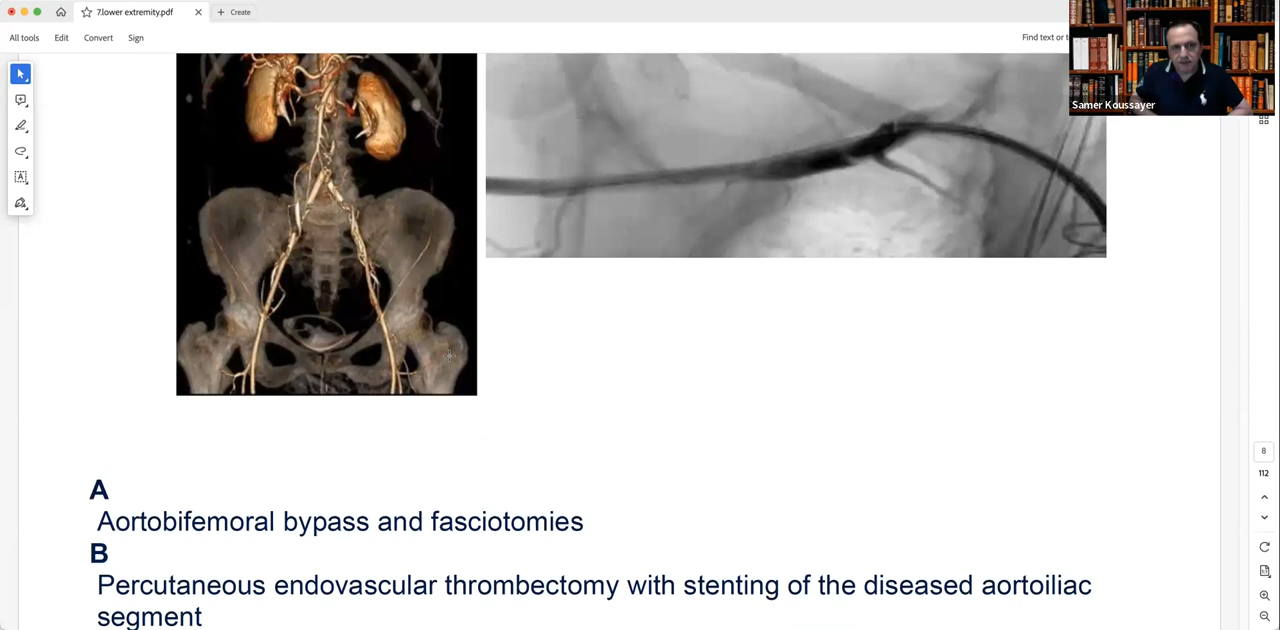 7.lower extremity.pdf
Create
All tools
Edit
Convert
Sign
Find text or
Samer Koussayer
8
112
A
Aortobifemoral bypass and fasciotomies
B
Percutaneous endovascular thrombectomy with stenting of the diseased aortoiliac
segment